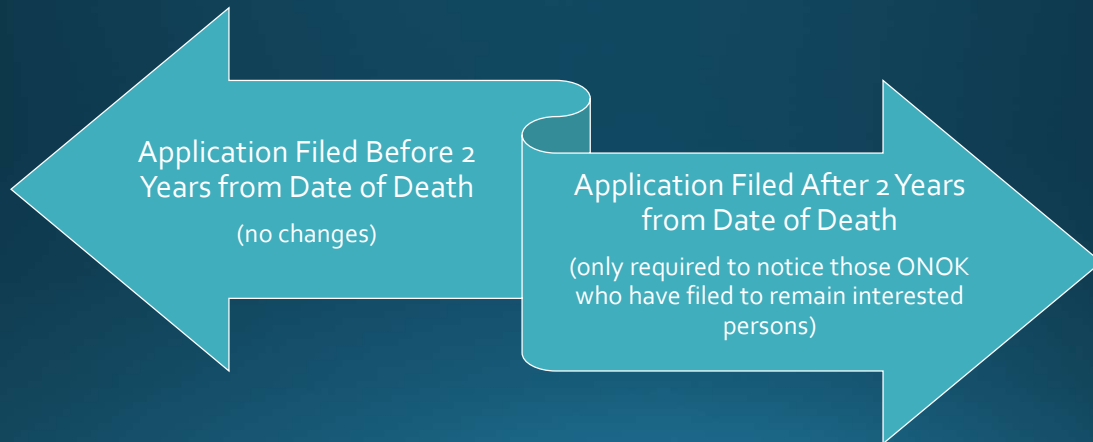 Application Filed Before 2
Years from Date of Death
(no changes)
Application Filed After 2 Years
from Date of Death
(only required to notice those ONOK
who have filed to remain interested
persons)